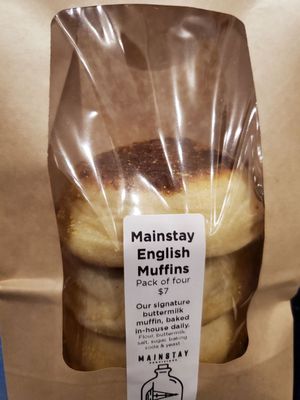 Mainstay
English
Muffins
Pack of four
$7
Our signature
buttermilk
muffin, baked
in-house daily.
Flour, buttermilk,
salt, sugar, baking
soda & yeast
MAINSTAY
PROVISIONS